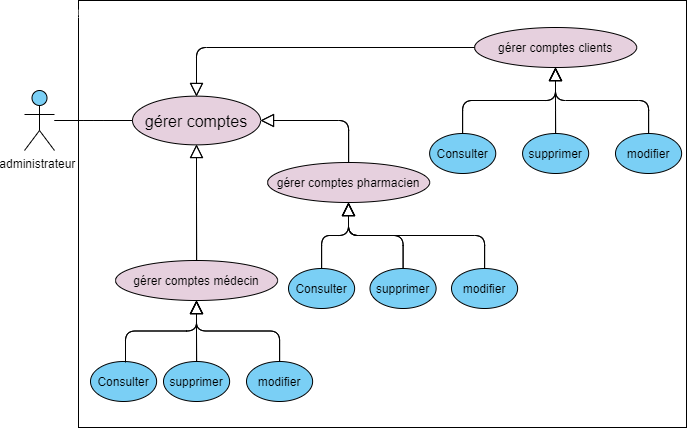 gérer comptes clients
gérer comptes
administrateur
Consulter
supprimer
modifier
gérer comptes pharmacien
gérer comptes médecin
Consulter
supprimer
modifier
Consulter
supprimer
modifier